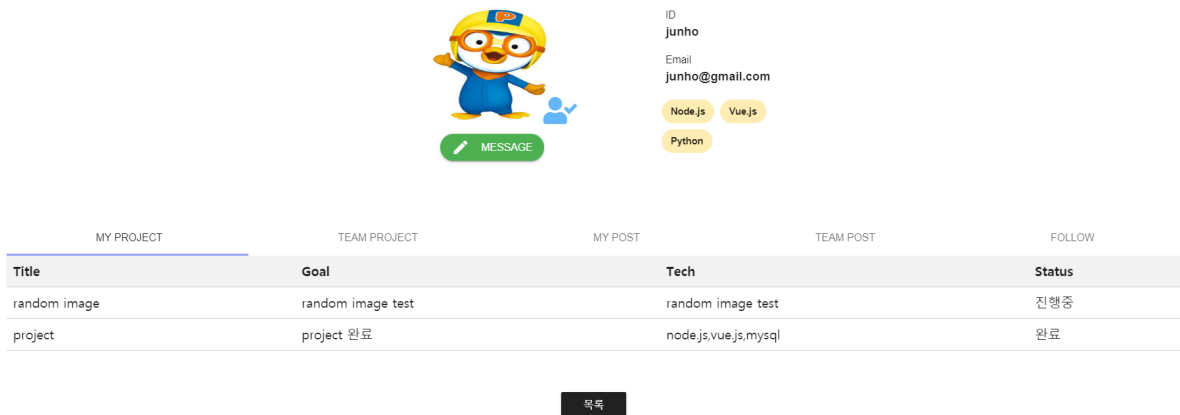 P
ID
junho
Email
junho@gmail.com
Node.js Vue.js
Python
MESSAGE
MY PROJECT TEAM PROJECT MY POST TEAM POST FOLLOW
Title Goal Tech Status
random image random image test random image test 진행중
project project 완료 node.js,vue.js,mysql 완료
목록